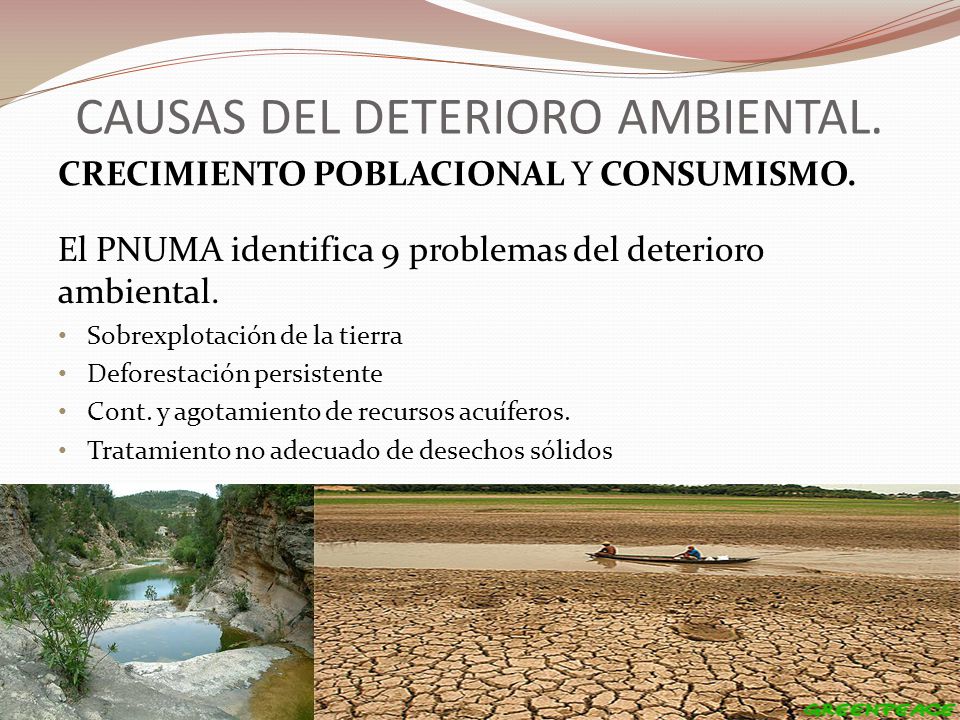 CAUSAS DEL DETERIORO AMBIENTAL.
CRECIMIENTO POBLACIONAL Y CONSUMISMO.
El PNUMA identifica 9 problemas del deterioro
ambiental.
• Sobrexplotación de la tierra
• Deforestación persistente
• Cont. y agotamiento de recursos acuíferos.
• Tratamiento no adecuado de desechos sólidos
GREENPEACE